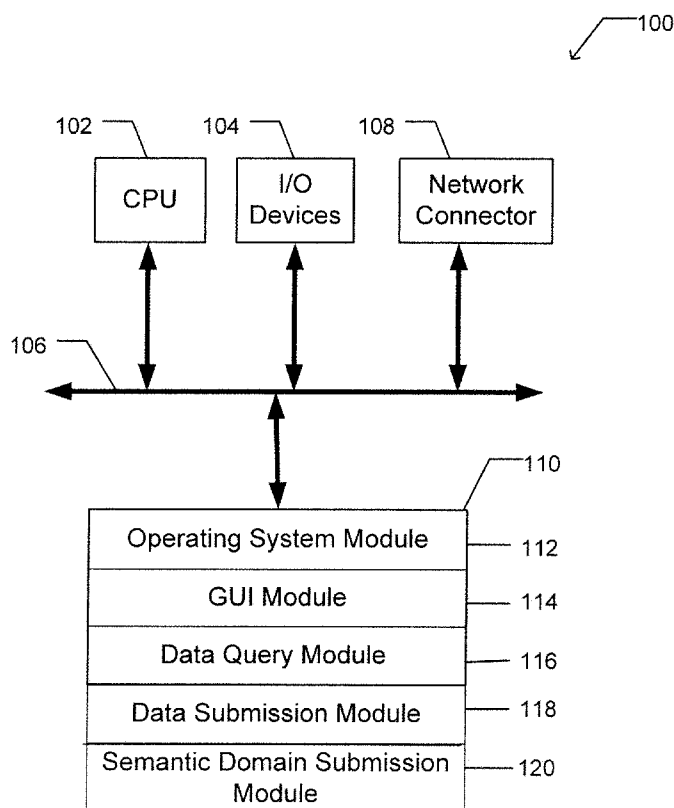 100
102
104
108
CPU
I/O
Devices
Network
Connector
106
110
Operating System Module
112
GUI Module
114
Data Query Module
116
Data Submission Module
118
Semantic Domain Submission
Module
120